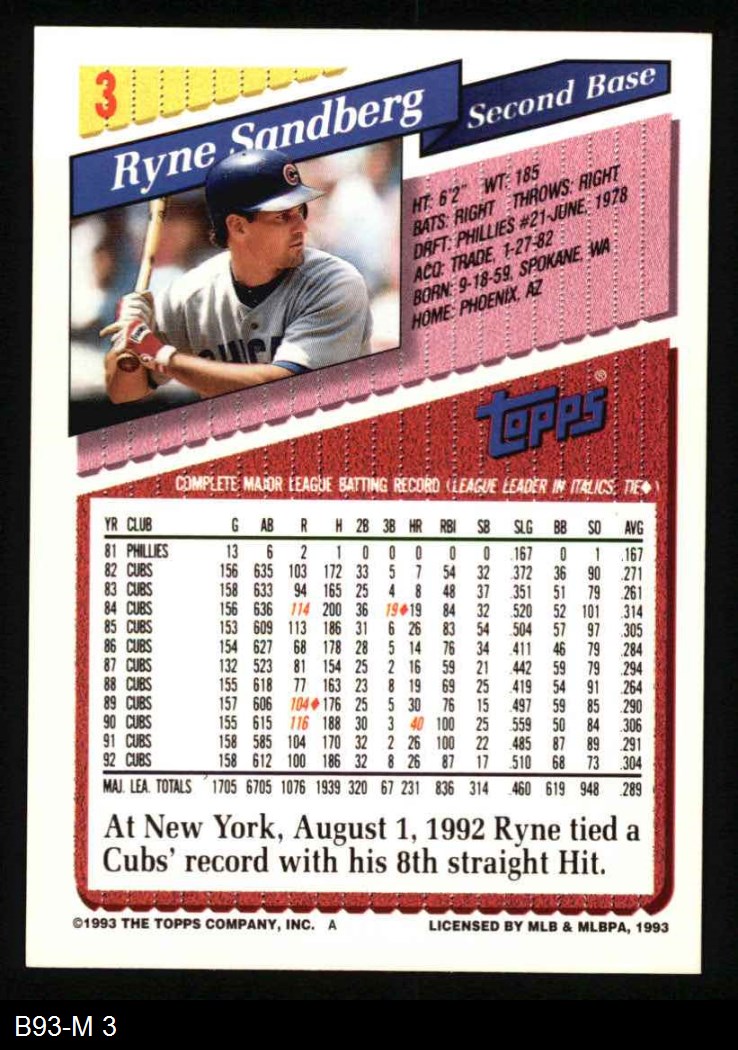 3
Ryne Sandberg
Second Base
HT: 6'2" WT: 185
BATS: RIGHT THROWS: RIGHT
DRFT: PHILLIES #21-JUNE, 1978
ACQ: TRADE, 1-27-82
BORN: 9-18-59, SPOKANE, WA
HOME: PHOENIX, AZ
C
CHICA
topps®
COMPLETE MAJOR LEAGUE BATTING RECORD (LEAGUE LEADER IN ITALICS, TIE♦)
YR CLUB G AB R H 2B 3B HR RBI SB SLG BB SO AVG
81 PHILLIES 13 6 2 1 0 0 0 0 0 .167 0 1 .167
82 CUBS 156 635 103 172 33 5 7 54 32 .372 36 90 .271
83 CUBS 158 633 94 165 25 4 8 48 37 .351 51 79 .261
84 CUBS 156 636 114 200 36 19♦ 19 84 32 .520 52 101 .314
85 CUBS 153 609 113 186 31 6 26 83 54 .504 57 97 .305
86 CUBS 154 627 68 178 28 5 14 76 34 .411 46 79 .284
87 CUBS 132 523 81 154 25 2 16 59 21 .442 59 79 .294
88 CUBS 155 618 77 163 23 8 19 69 25 .419 54 91 .264
89 CUBS 157 606 104♦ 176 25 5 30 76 15 .497 59 85 .290
90 CUBS 155 615 116 188 30 3 40 100 25 .559 50 84 .306
91 CUBS 158 585 104 170 32 2 26 100 22 .485 87 89 .291
92 CUBS 158 612 100 186 32 8 26 87 17 .510 68 73 .304
MAJ. LEA. TOTALS 1705 6705 1076 1939 320 67 231 836 314 .460 619 948 .289
At New York, August 1, 1992 Ryne tied a
Cubs' record with his 8th straight Hit.
©1993 THE TOPPS COMPANY, INC. A
LICENSED BY MLB & MLBPA, 1993
B93-M 3